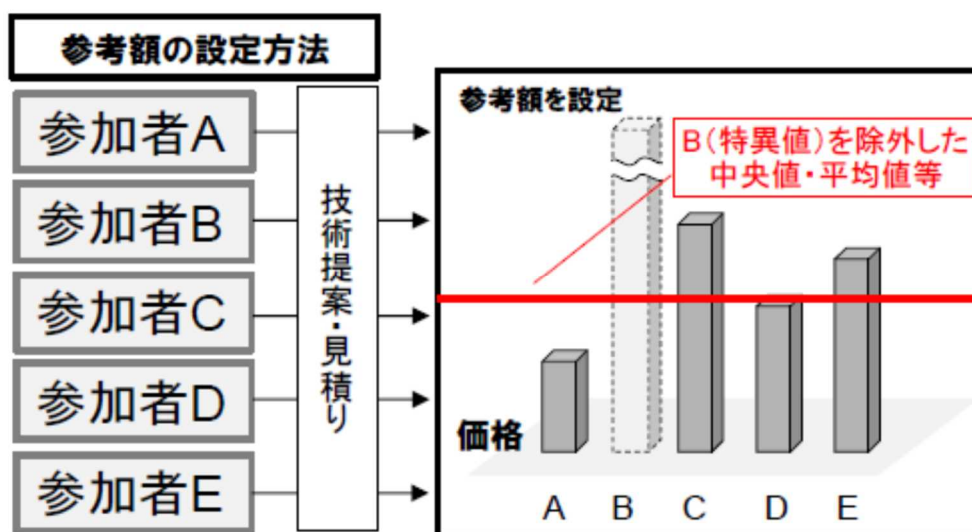 参考額の設定方法
参加者A
参加者B
参加者C
参加者D
参加者E
技術提案・見積り
参考額を設定
B(特異値)を除外した
中央値・平均値等
価格
A B C D E